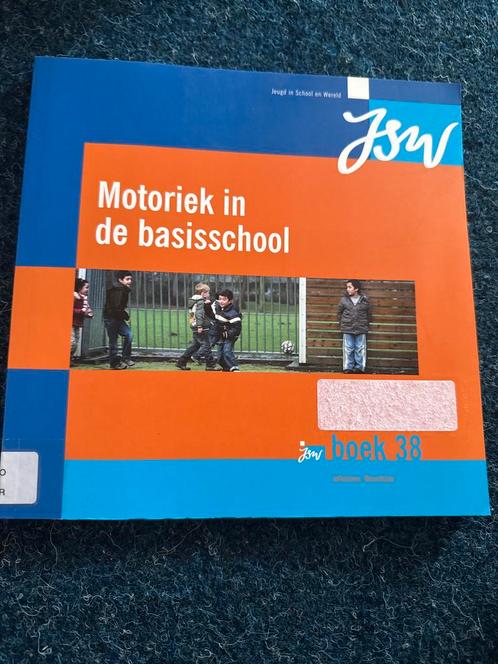 Jeugd in School en Wereld
JSW
Motoriek in
de basisschool
jsw boek 38
O
R